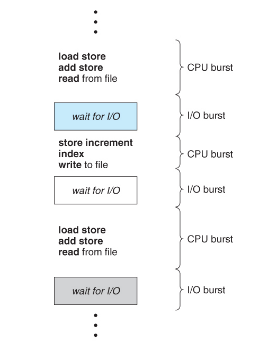 load store
add store
read from file
CPU burst
wait for I/O
I/O burst
store increment
index
write to file
CPU burst
wait for I/O
I/O burst
load store
add store
read from file
CPU burst
wait for I/O
I/O burst